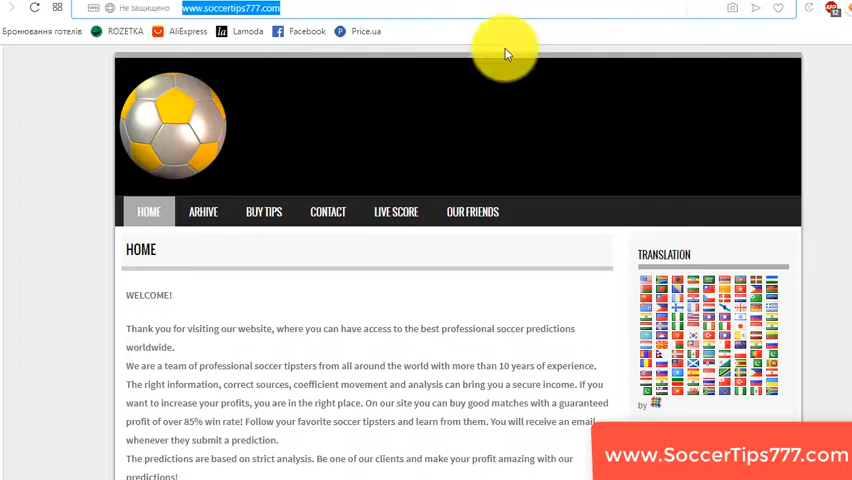 Не защищено www.soccertips777.com
12
Бронювання готелів ROZETKA AliExpress la Lamoda Facebook P Price.ua
HOME ARHIVE BUY TIPS CONTACT LIVE SCORE OUR FRIENDS
HOME
TRANSLATION
WELCOME!
Thank you for visiting our website, where you can have access to the best professional soccer predictions
worldwide.
We are a team of professional soccer tipsters from all around the world with more than 10 years of experience.
The right information, correct sources, coefficient movement and analysis can bring you a secure income. If you
want to increase your profits, you are in the right place. On our site you can buy good matches with a guaranteed
profit of over 85% win rate! Follow your favorite soccer tipsters and learn from them. You will receive an email
whenever they submit a prediction.
The predictions are based on strict analysis. Be one of our clients and make your profit amazing with our
predictions!
by
www.SoccerTips777.com